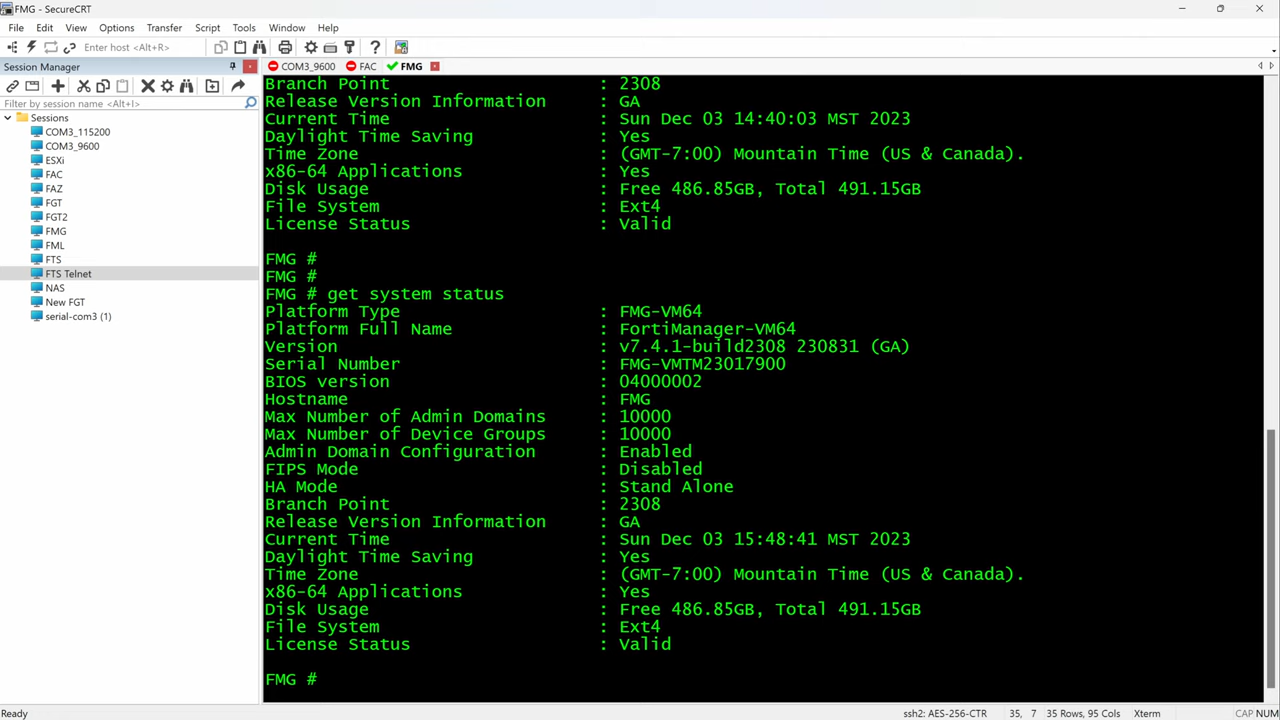 FMG - SecureCRT
File Edit View Options Transfer Script Tools Window Help
Enter host <Alt+R>
Session Manager
COM3_9600 FAC FMG
Filter by session name <Alt+I>
Sessions
COM3_115200
COM3_9600
ESXi
FAC
FAZ
FGT
FGT2
FMG
FML
FTS
FTS Telnet
NAS
New FGT
serial-com3 (1)
Branch Point : 2308
Release Version Information : GA
Current Time : Sun Dec 03 14:40:03 MST 2023
Daylight Time Saving : Yes
Time Zone : (GMT-7:00) Mountain Time (US & Canada).
x86-64 Applications : Yes
Disk Usage : Free 486.85GB, Total 491.15GB
File System : Ext4
License Status : Valid
FMG #
FMG #
FMG # get system status
Platform Type : FMG-VM64
Platform Full Name : FortiManager-VM64
Version : v7.4.1-build2308 230831 (GA)
Serial Number : FMG-VMTM23017900
BIOS version : 04000002
Hostname : FMG
Max Number of Admin Domains : 10000
Max Number of Device Groups : 10000
Admin Domain Configuration : Enabled
FIPS Mode : Disabled
HA Mode : Stand Alone
Branch Point : 2308
Release Version Information : GA
Current Time : Sun Dec 03 15:48:41 MST 2023
Daylight Time Saving : Yes
Time Zone : (GMT-7:00) Mountain Time (US & Canada).
x86-64 Applications : Yes
Disk Usage : Free 486.85GB, Total 491.15GB
File System : Ext4
License Status : Valid
FMG #
Ready ssh2: AES-256-CTR 35, 7 35 Rows, 95 Cols Xterm CAP NUM